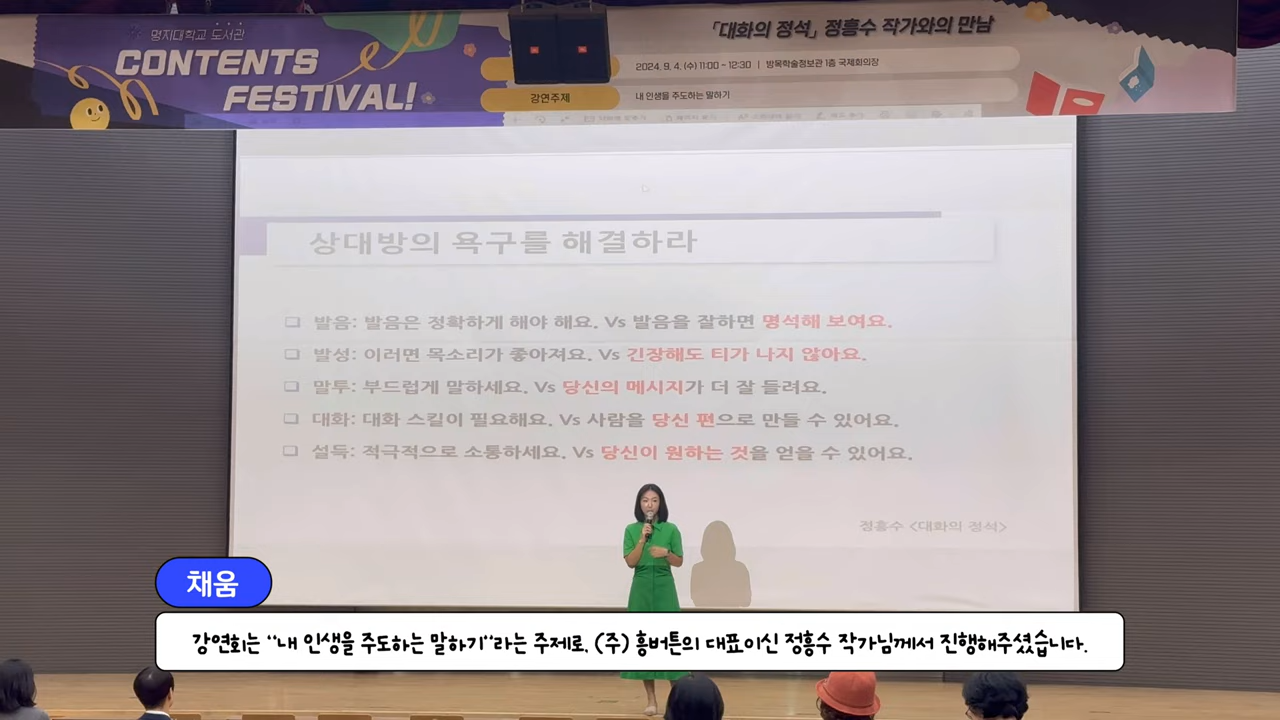 명지대학교 도서관
CONTENTS
FESTIVAL!
「대화의 정석」 정흥수 작가와의 만남
2024. 9. 4. (수) 11:00 - 12:30 | 방목학술정보관 1층 국제회의장
강연주제
내 인생을 주도하는 말하기
상대방의 욕구를 해결하라
❑ 발음: 발음은 정확하게 해야 해요. Vs 발음을 잘하면 명석해 보여요.
❑ 발성: 이러면 목소리가 좋아져요. Vs 긴장해도 티가 나지 않아요.
❑ 말투: 부드럽게 말하세요. Vs 당신의 메시지가 더 잘 들려요.
❑ 대화: 대화 스킬이 필요해요. Vs 사람을 당신 편으로 만들 수 있어요.
❑ 설득: 적극적으로 소통하세요. Vs 당신이 원하는 것을 얻을 수 있어요.
정흥수 <대화의 정석>
채움
강연회는 "내 인생을 주도하는 말하기"라는 주제로, (주) 흥버튼의 대표이신 정흥수 작가님께서 진행해주셨습니다.